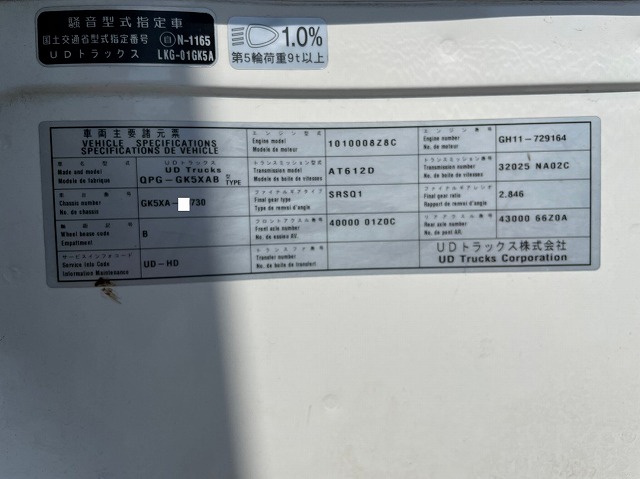 騒音型式指定車
国土交通省型式指定番号 自 N-1165
UDトラックス LKG-01GK5A
1.0%
第5輪荷重9t以上
車両主要諸元票
VEHICLE SPECIFICATIONS
SPECIFICATIONS DE VEHICLE
車名型式
Make and model
Modele de fabrique
UDトラックス
UD Trucks
QPG-GK5XAB 型 TYPE
車台番号
Chassis number
No. de chassis
GK5XA- 730
Wheel base code
Empattement
B
サービスインフォコード
Service Info Code
Information Maintenance
UD-HD
エンジン型式
Engine model
Modele de moteur
1010008Z8C
トランスミッション型式
Transmission model
Modele de boite de vitesses
AT612D
ファイナルギアタイプ
Final gear type
Type de renvoi d'angle
SRSQ1
フロントアクスル番号
Front axle number
No. de essieu AV.
40000 01Z0C
トランスファ番号
Transfer number
No. de boite de transfert
エンジン番号
Engine number
No. de moteur
GH11-729164
トランスミッション番号
Transmission number
No. de boite de vitesses
32025 NA02C
ファイナルギアレシオ
Final gear ratio
Rapport de renvoi d'angle
2.846
リアアクスル番号
Rear axle number
No. de pont AR.
43000 66Z0A
UDトラックス株式会社
UD Trucks Corporation